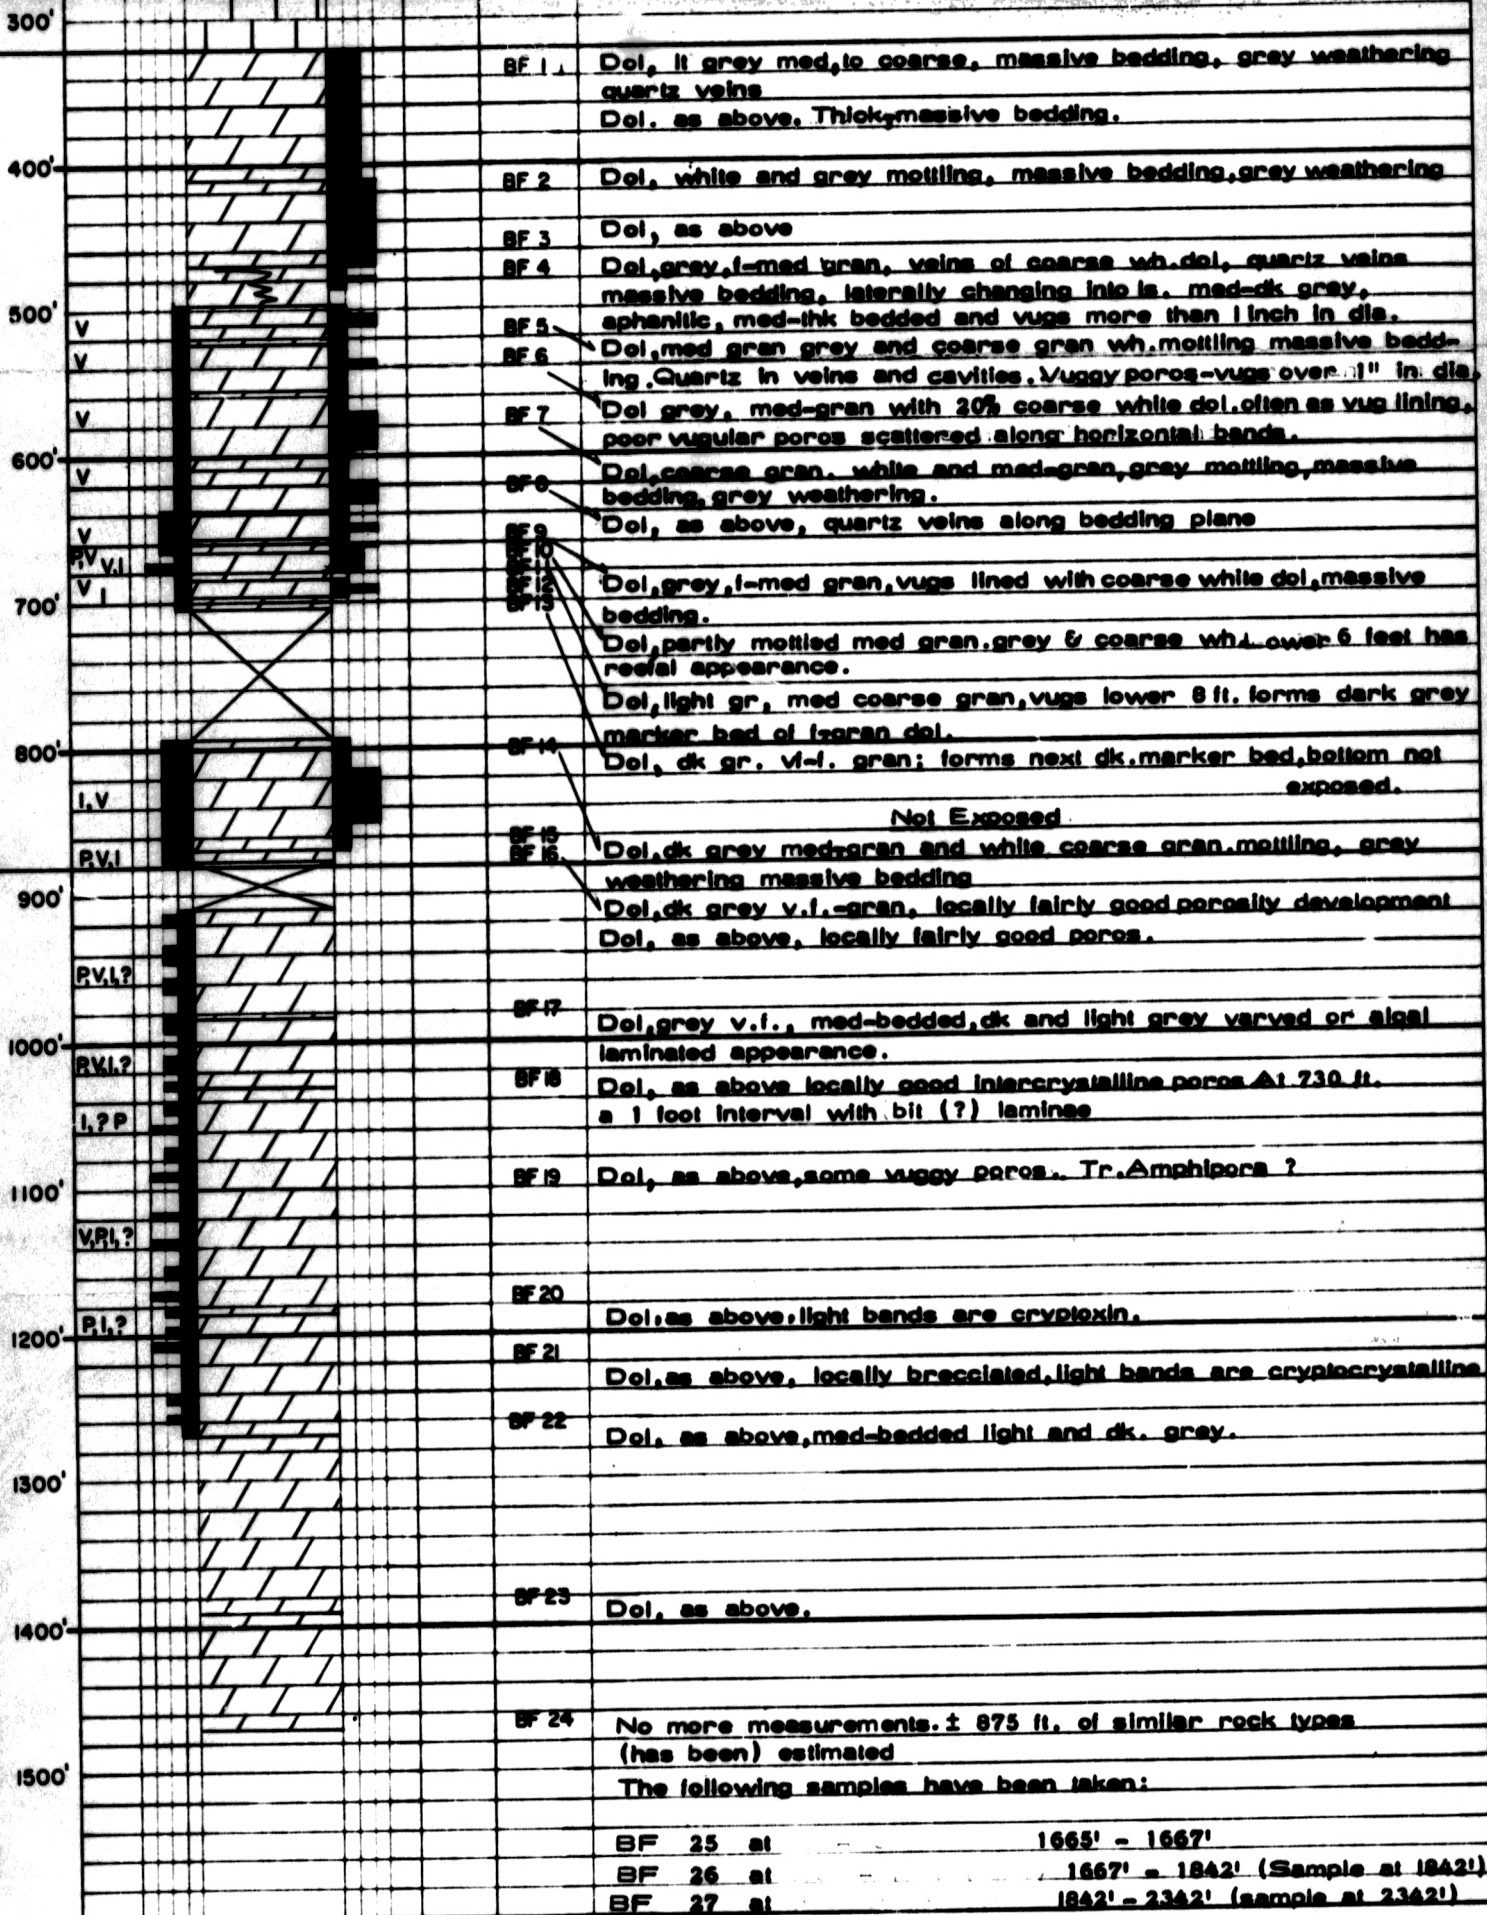 300'
BF 1 Dol, lt grey med, to coarse, massive bedding, grey weathering
quartz veins
Dol. as above. Thick, massive bedding.
400'
BF 2 Dol, white and grey mottling, massive bedding, grey weathering
BF 3 Dol, as above
BF 4 Dol, grey, f-med gran, veins of coarse wh. dol, quartz veins
massive bedding, laterally changing into ls. med-dk grey,
500'
aphanitic, med-thk bedded and vugs more than 1 inch in dia.
V
BF 5 Dol, med gran grey and coarse gran wh. mottling massive bedd-
ing. Quartz in veins and cavities. Vuggy poros-vugs over 1" in dia.
V
BF 6 Dol grey, med-gran with 20% coarse white dol. often as vug lining,
poor vugular poros scattered along horizontal bands.
V
BF 7 Dol, coarse gran. white and med-gran, grey mottling, massive
bedding, grey weathering.
600'
V
BF 8 Dol, as above, quartz veins along bedding plane
V
P,V V,I
V I
BF 9
BF 10
BF 12
BF 13
Dol, grey, f-med gran, vugs lined with coarse white dol, massive
bedding.
700'
Dol, partly mottled med gran. grey & coarse wh. Lower 6 feet has
reefal appearance.
Dol, light gr, med coarse gran, vugs lower 8 ft. forms dark grey
marker bed of f-gran dol.
Dol, dk gr. vf-f. gran; forms next dk. marker bed, bottom not
exposed.
800'
Not Exposed
I,V
BF 14 Dol, dk grey med-gran and white coarse gran. mottling, grey
weathering massive bedding
P,V,I
BF 15
BF 16 Dol, dk grey v.f.-gran, locally fairly good porosity development
900'
Dol, as above, locally fairly good poros.
P,V,I,?
BF 17 Dol, grey v.f., med-bedded, dk and light grey varved or algal
laminated appearance.
1000'
P,V,I,?
BF 18 Dol, as above locally good intercrystalline poros At 730 ft.
a 1 foot interval with bit (?) laminae
I,? P
BF 19 Dol, as above, some vuggy poros.. Tr. Amphipora ?
1100'
V,P,I,?
BF 20 Dol. as above, light bands are cryptoxin.
P,I,?
1200'
BF 21 Dol. as above, locally brecciated, light bands are cryptocrystalline
BF 22 Dol, as above, med-bedded light and dk. grey.
1300'
BF 23 Dol, as above.
1400'
BF 24 No more measurements. ± 875 ft. of similar rock types
(has been) estimated
1500'
The following samples have been taken:
BF 25 at 1665' - 1667'
BF 26 at 1667' - 1842' (Sample at 1842')
BF 27 at 1842' - 2342' (sample at 2342')